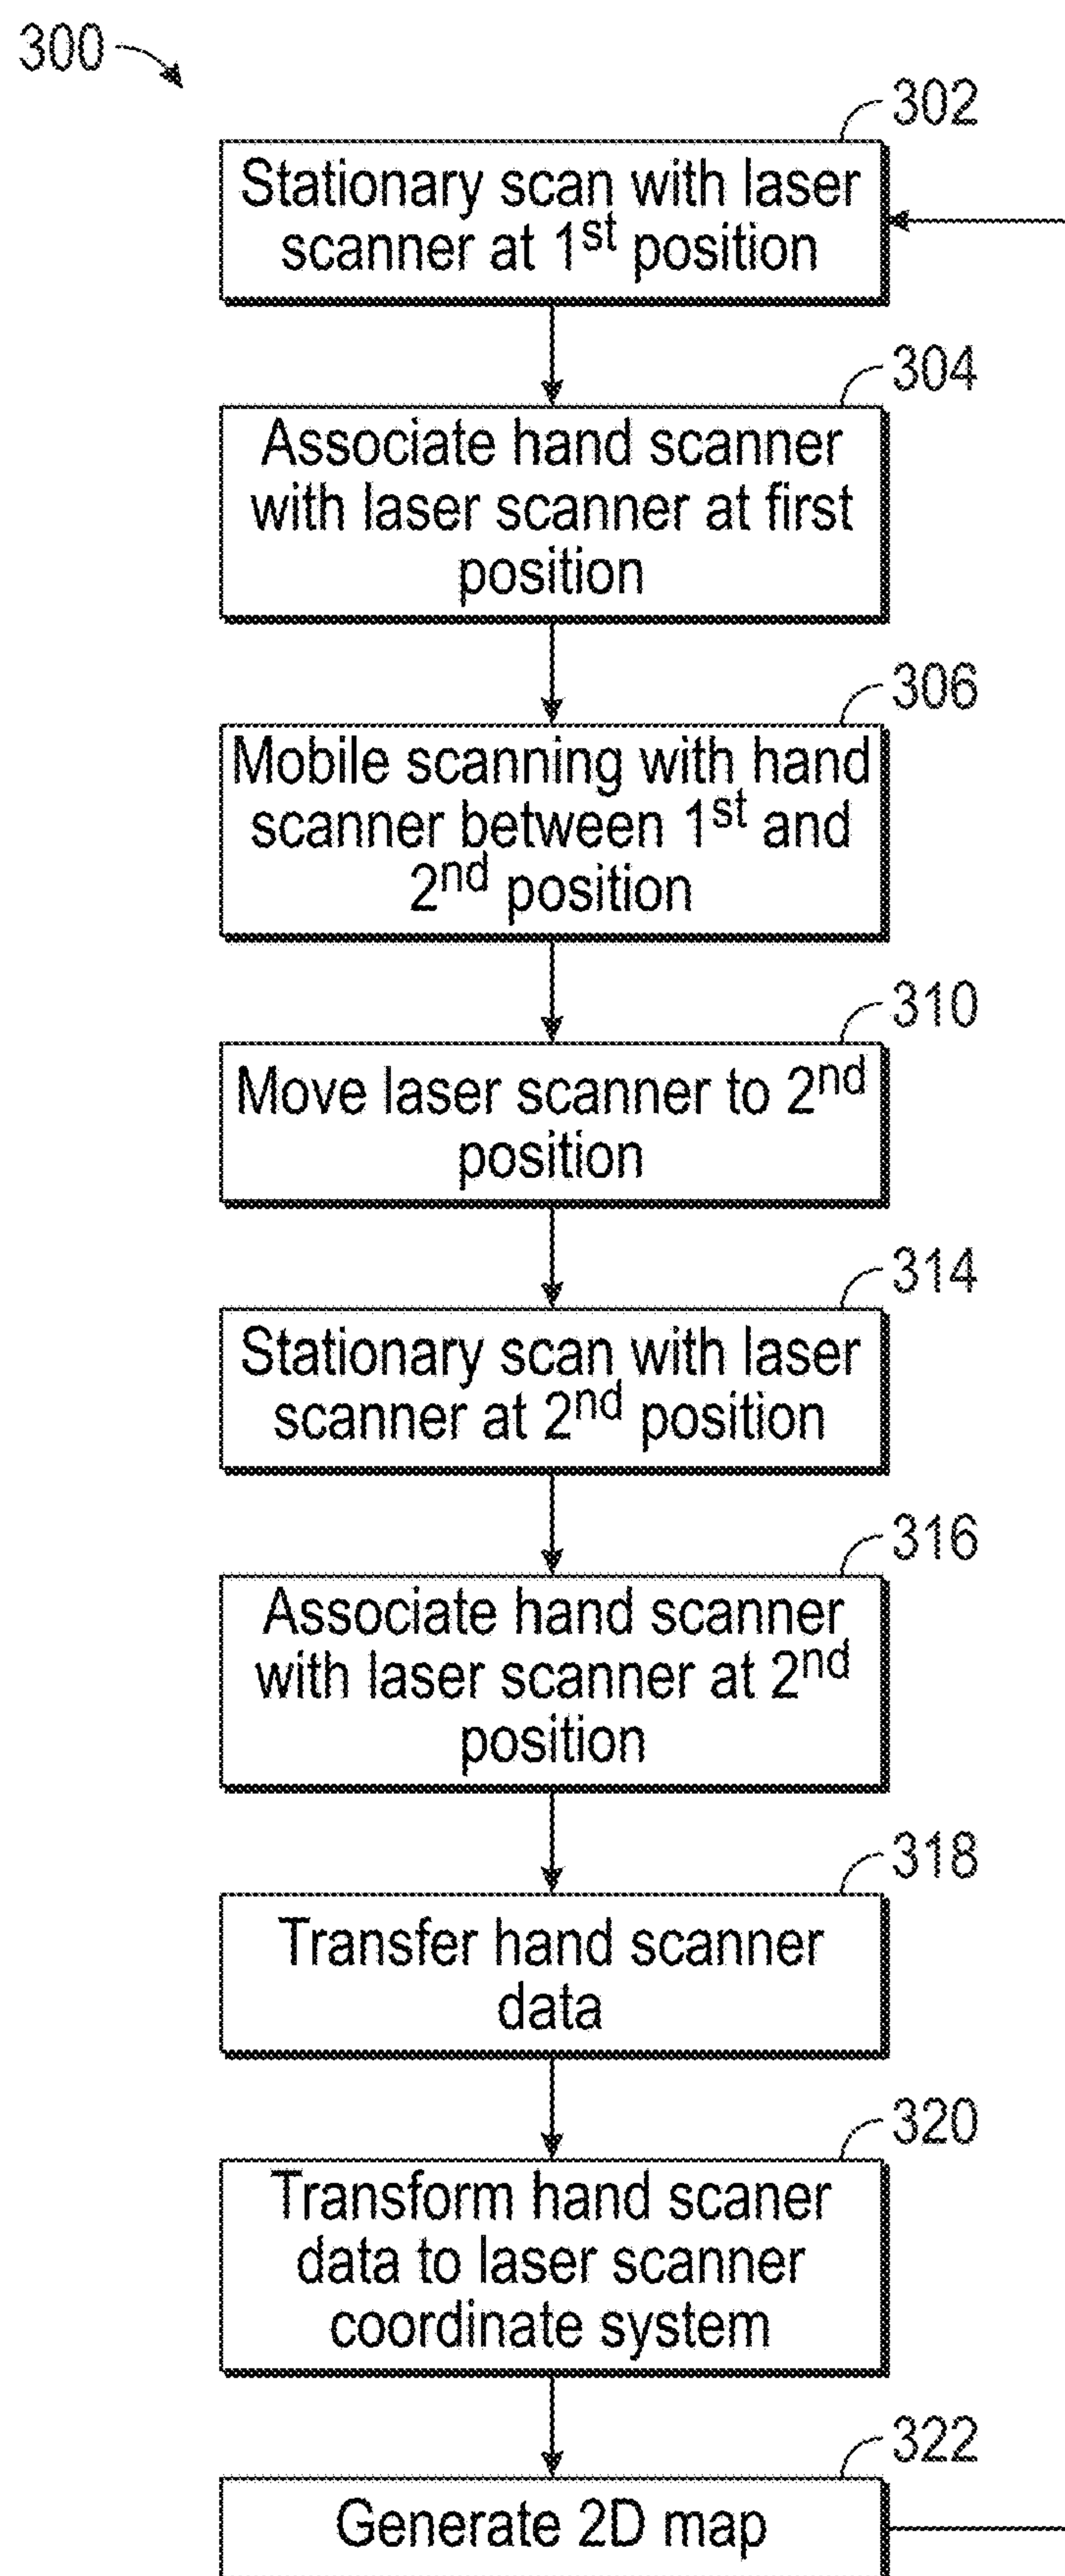 300
302
Stationary scan with laser
scanner at 1st position
304
Associate hand scanner
with laser scanner at first
position
306
Mobile scanning with hand
scanner between 1st and
2nd position
310
Move laser scanner to 2nd
position
314
Stationary scan with laser
scanner at 2nd position
316
Associate hand scanner
with laser scanner at 2nd
position
318
Transfer hand scanner
data
320
Transform hand scaner
data to laser scanner
coordinate system
322
Generate 2D map